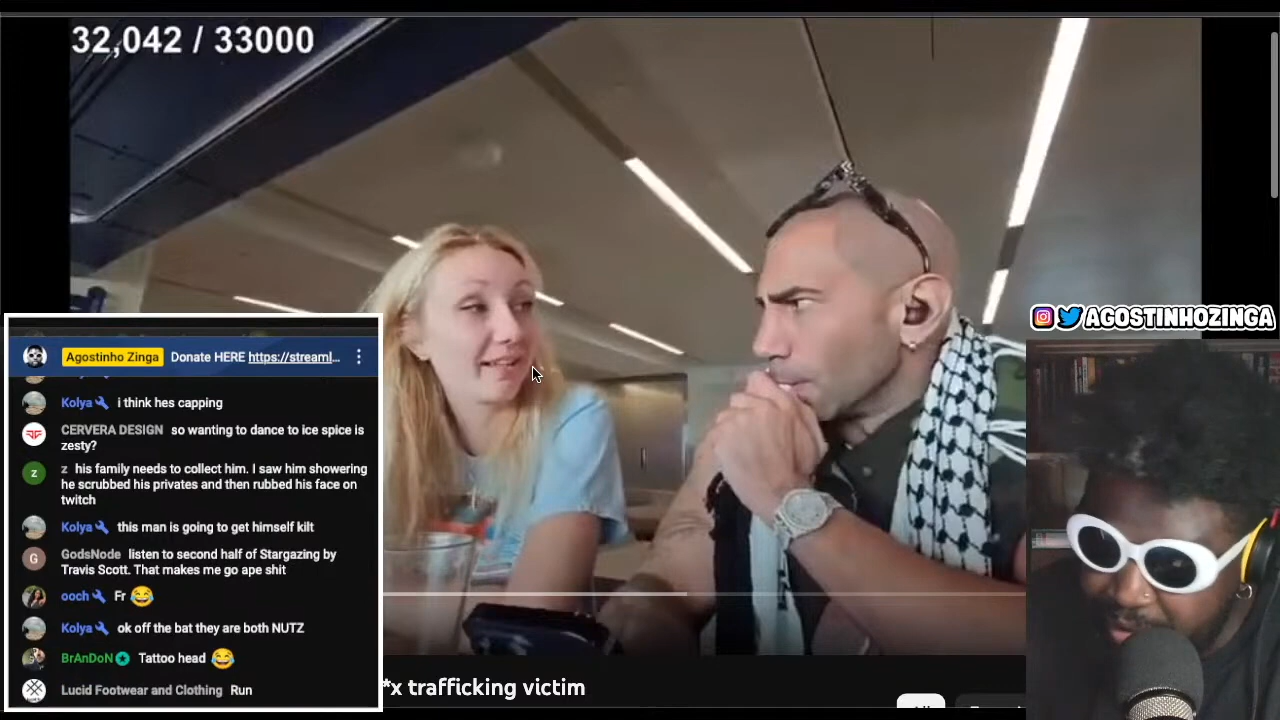 32,042 / 33000
Agostinho Zinga Donate HERE https://streaml...
Kolya i think hes capping
CERVERA DESIGN so wanting to dance to ice spice is
zesty?
z his family needs to collect him. I saw him showering
he scrubbed his privates and then rubbed his face on
twitch
Kolya this man is going to get himself kilt
GodsNode listen to second half of Stargazing by
Travis Scott. That makes me go ape shit
ooch Fr 😂
Kolya ok off the bat they are both NUTZ
BrAnDoN Tattoo head 😂
Lucid Footwear and Clothing Run
*x trafficking victim
AGOSTINHOZINGA